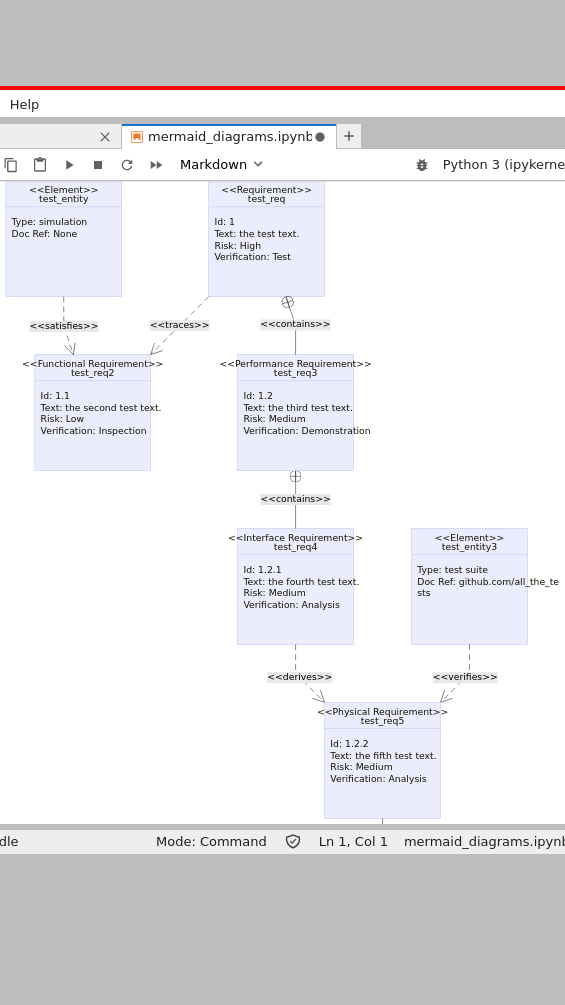 Help
mermaid_diagrams.ipynb
Markdown
Python 3 (ipykerne
<<Element>>
test_entity
Type: simulation
Doc Ref: None
<<Requirement>>
test_req
Id: 1
Text: the test text.
Risk: High
Verification: Test
<<satisfies>>
<<traces>>
<<contains>>
<<Functional Requirement>>
test_req2
Id: 1.1
Text: the second test text.
Risk: Low
Verification: Inspection
<<Performance Requirement>>
test_req3
Id: 1.2
Text: the third test text.
Risk: Medium
Verification: Demonstration
<<contains>>
<<Interface Requirement>>
test_req4
Id: 1.2.1
Text: the fourth test text.
Risk: Medium
Verification: Analysis
<<Element>>
test_entity3
Type: test suite
Doc Ref: github.com/all_the_te
sts
<<derives>>
<<verifies>>
<<Physical Requirement>>
test_req5
Id: 1.2.2
Text: the fifth test text.
Risk: Medium
Verification: Analysis
dle
Mode: Command
Ln 1, Col 1
mermaid_diagrams.ipynb